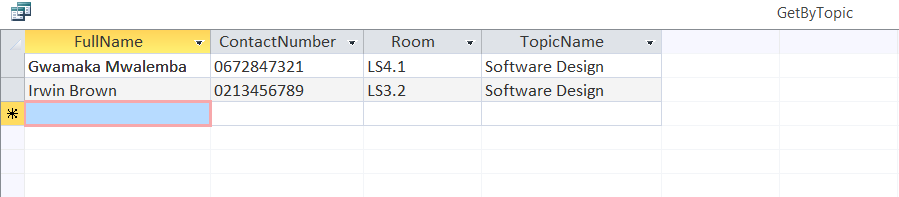 GetByTopic
FullName ContactNumber Room TopicName
Gwamaka Mwalemba 0672847321 LS4.1 Software Design
Irwin Brown 0213456789 LS3.2 Software Design